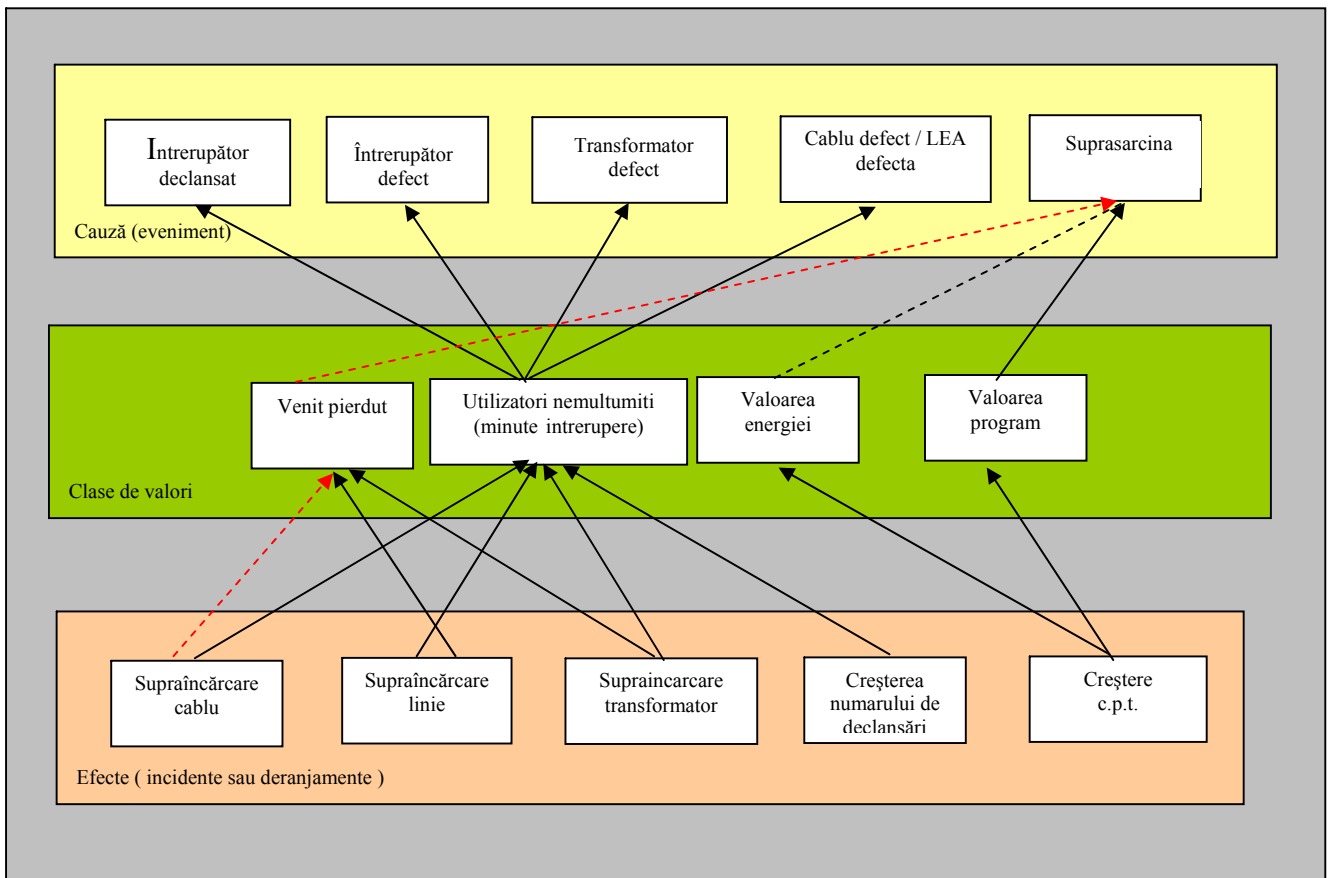 Intrerupător
declansat
Întrerupător
defect
Transformator
defect
Cablu defect / LEA
defecta
Suprasarcina
Cauză (eveniment)
Venit pierdut
Utilizatori nemultumiti
(minute intrerupere)
Valoarea
energiei
Valoarea
program
Clase de valori
Supraîncărcare
cablu
Supraîncărcare
linie
Supraincarcare
transformator
Creşterea
numarului de
declansări
Creştere
c.p.t.
Efecte ( incidente sau deranjamente )